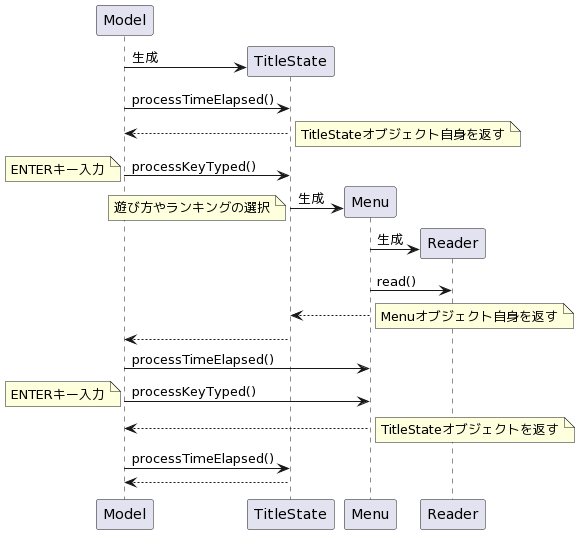 Model
生成
TitleState
processTimeElapsed()
TitleStateオブジェクト自身を返す
ENTERキー入力
processKeyTyped()
遊び方やランキングの選択
生成
Menu
生成
Reader
read()
Menuオブジェクト自身を返す
processTimeElapsed()
ENTERキー入力
processKeyTyped()
TitleStateオブジェクトを返す
processTimeElapsed()
Model
TitleState
Menu
Reader